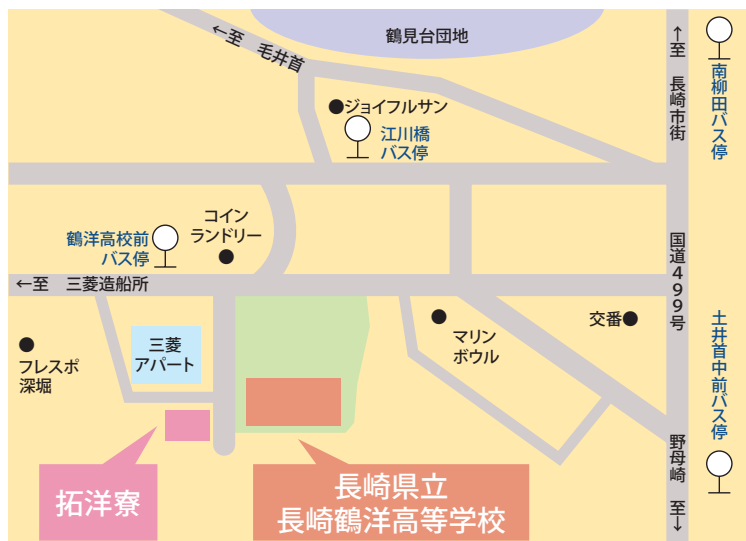 ←至 毛井首
鶴見台団地
ジョイフルサン
江川橋
バス停
↑至 長崎市街
南柳田バス停
コイン
ランドリー
鶴洋高校前
バス停
←至 三菱造船所
国道499号
三菱
アパート
フレスポ
深堀
マリン
ボウル
交番
土井首中前バス停
野母崎 至↓
拓洋寮
長崎県立
長崎鶴洋高等学校